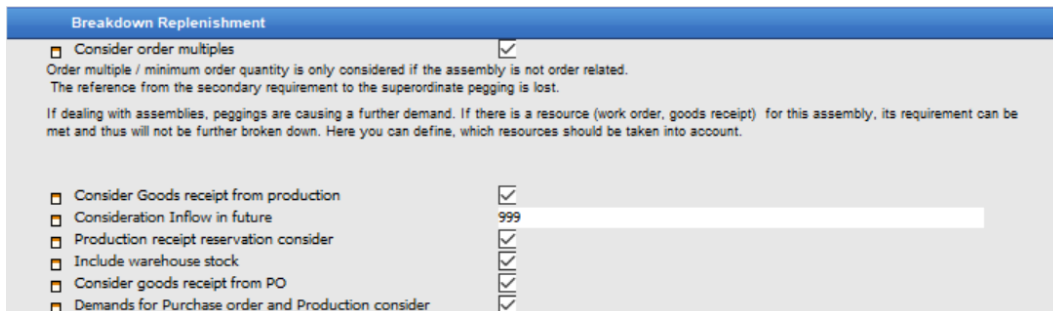 Breakdown Replenishment
Consider order multiples
Order multiple / minimum order quantity is only considered if the assembly is not order related.
The reference from the secondary requirement to the superordinate pegging is lost.
If dealing with assemblies, peggings are causing a further demand. If there is a resource (work order, goods receipt) for this assembly, its requirement can be
met and thus will not be further broken down. Here you can define, which resources should be taken into account.
Consider Goods receipt from production
Consideration Inflow in future 999
Production receipt reservation consider
Include warehouse stock
Consider goods receipt from PO
Demands for Purchase order and Production consider